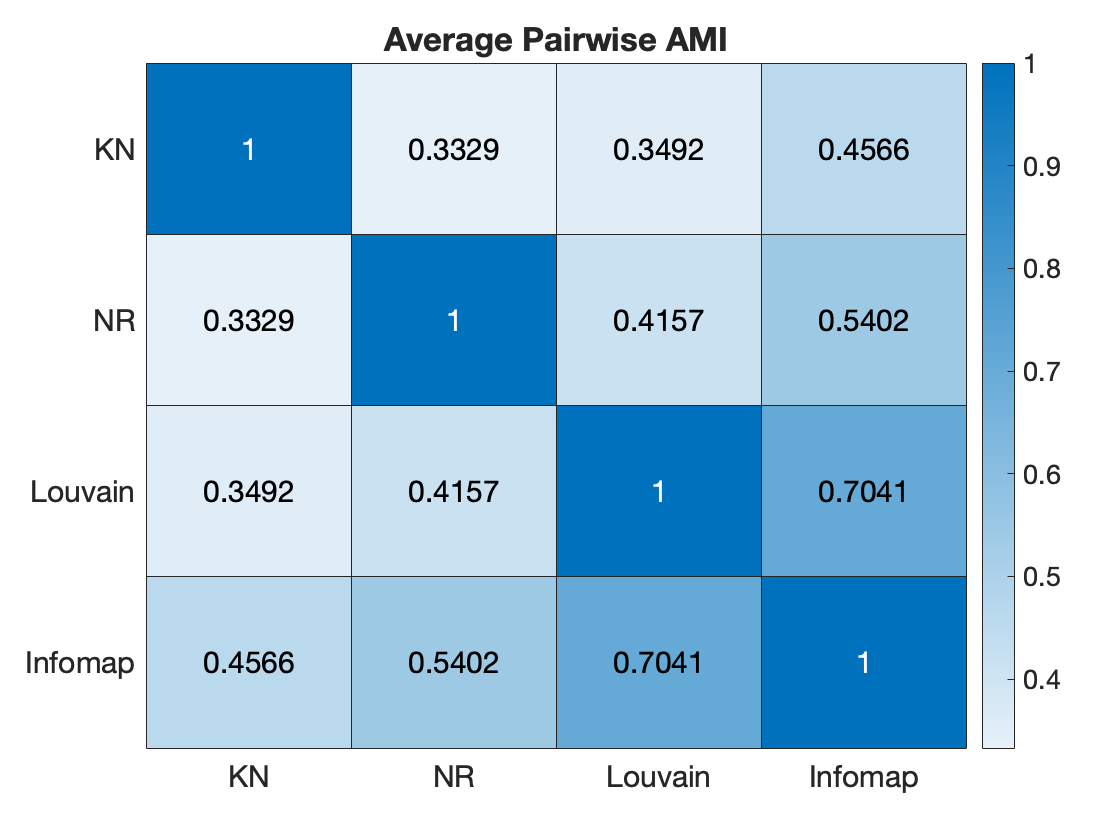 Average Pairwise AMI
KN 1 0.3329 0.3492 0.4566
NR 0.3329 1 0.4157 0.5402
Louvain 0.3492 0.4157 1 0.7041
Infomap 0.4566 0.5402 0.7041 1
KN NR Louvain Infomap
1
0.9
0.8
0.7
0.6
0.5
0.4